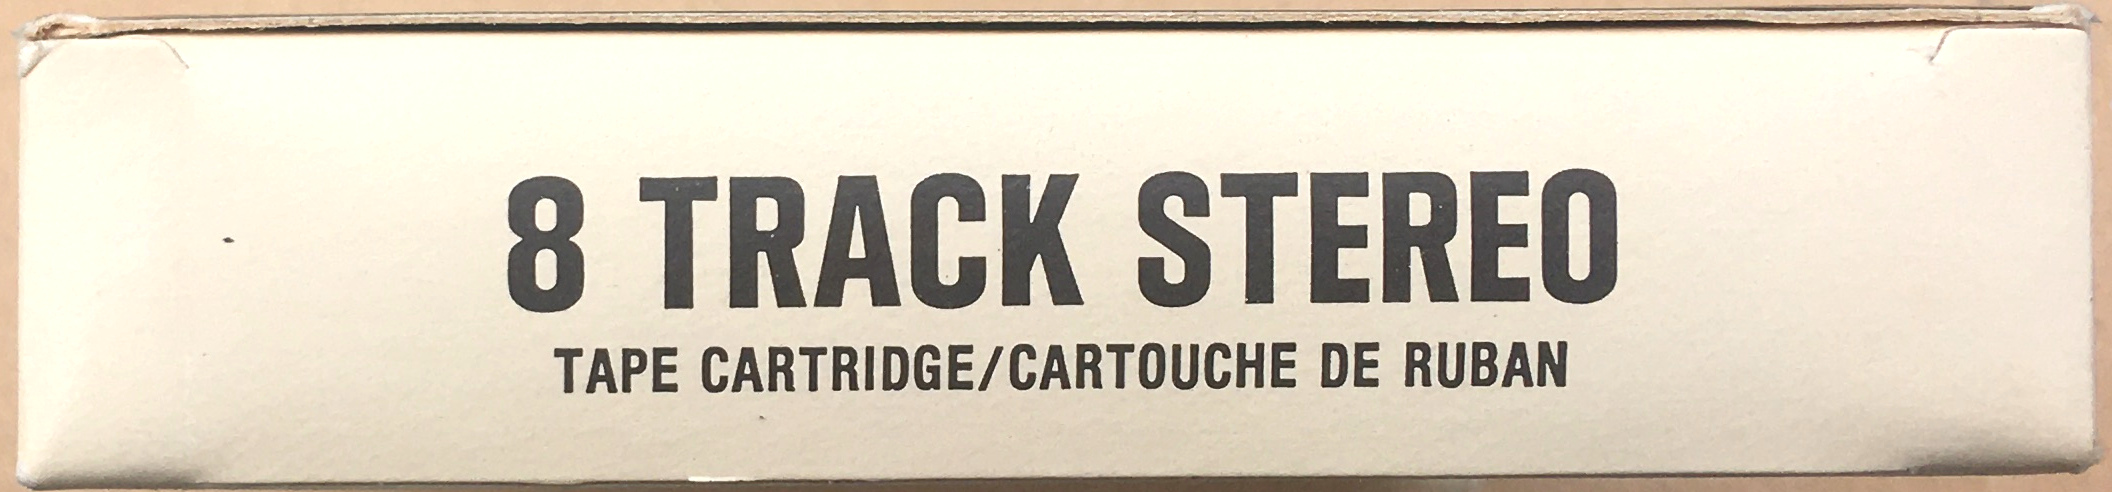 8 TRACK STEREO
TAPE CARTRIDGE/CARTOUCHE DE RUBAN